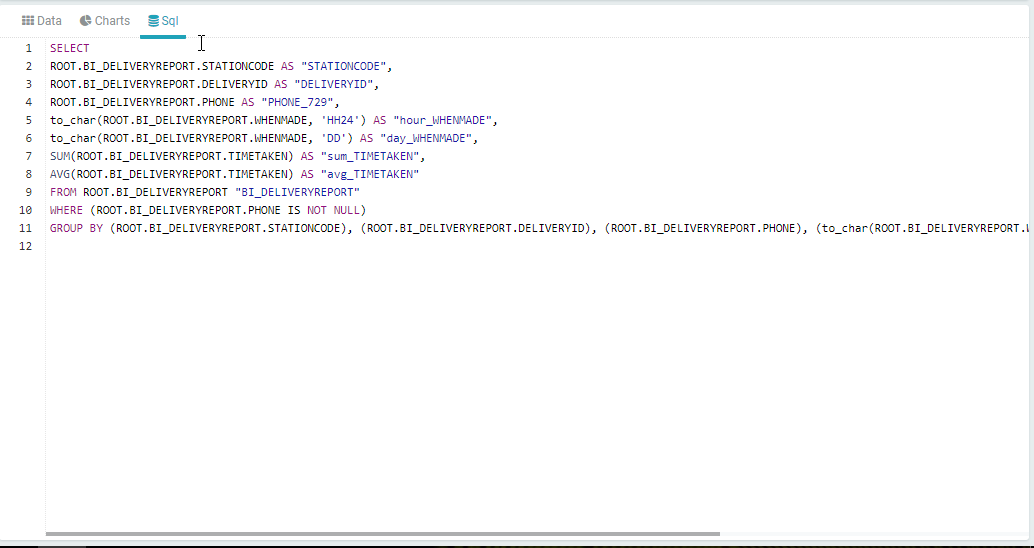 Data Charts Sql
1 SELECT
2 ROOT.BI_DELIVERYREPORT.STATIONCODE AS "STATIONCODE",
3 ROOT.BI_DELIVERYREPORT.DELIVERYID AS "DELIVERYID",
4 ROOT.BI_DELIVERYREPORT.PHONE AS "PHONE_729",
5 to_char(ROOT.BI_DELIVERYREPORT.WHENMADE, 'HH24') AS "hour_WHENMADE",
6 to_char(ROOT.BI_DELIVERYREPORT.WHENMADE, 'DD') AS "day_WHENMADE",
7 SUM(ROOT.BI_DELIVERYREPORT.TIMETAKEN) AS "sum_TIMETAKEN",
8 AVG(ROOT.BI_DELIVERYREPORT.TIMETAKEN) AS "avg_TIMETAKEN"
9 FROM ROOT.BI_DELIVERYREPORT "BI_DELIVERYREPORT"
10 WHERE (ROOT.BI_DELIVERYREPORT.PHONE IS NOT NULL)
11 GROUP BY (ROOT.BI_DELIVERYREPORT.STATIONCODE), (ROOT.BI_DELIVERYREPORT.DELIVERYID), (ROOT.BI_DELIVERYREPORT.PHONE), (to_char(ROOT.BI_DELIVERYREPORT.
12